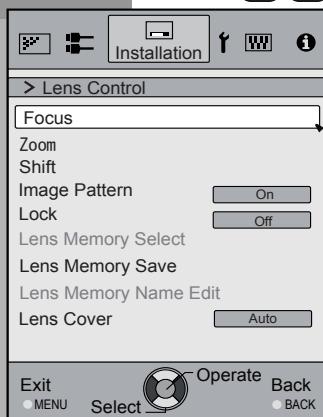 Installation
> Lens Control
Focus
Zoom
Shift
Image Pattern On
Lock Off
Lens Memory Select
Lens Memory Save
Lens Memory Name Edit
Lens Cover Auto
Exit Operate Back
MENU Select BACK